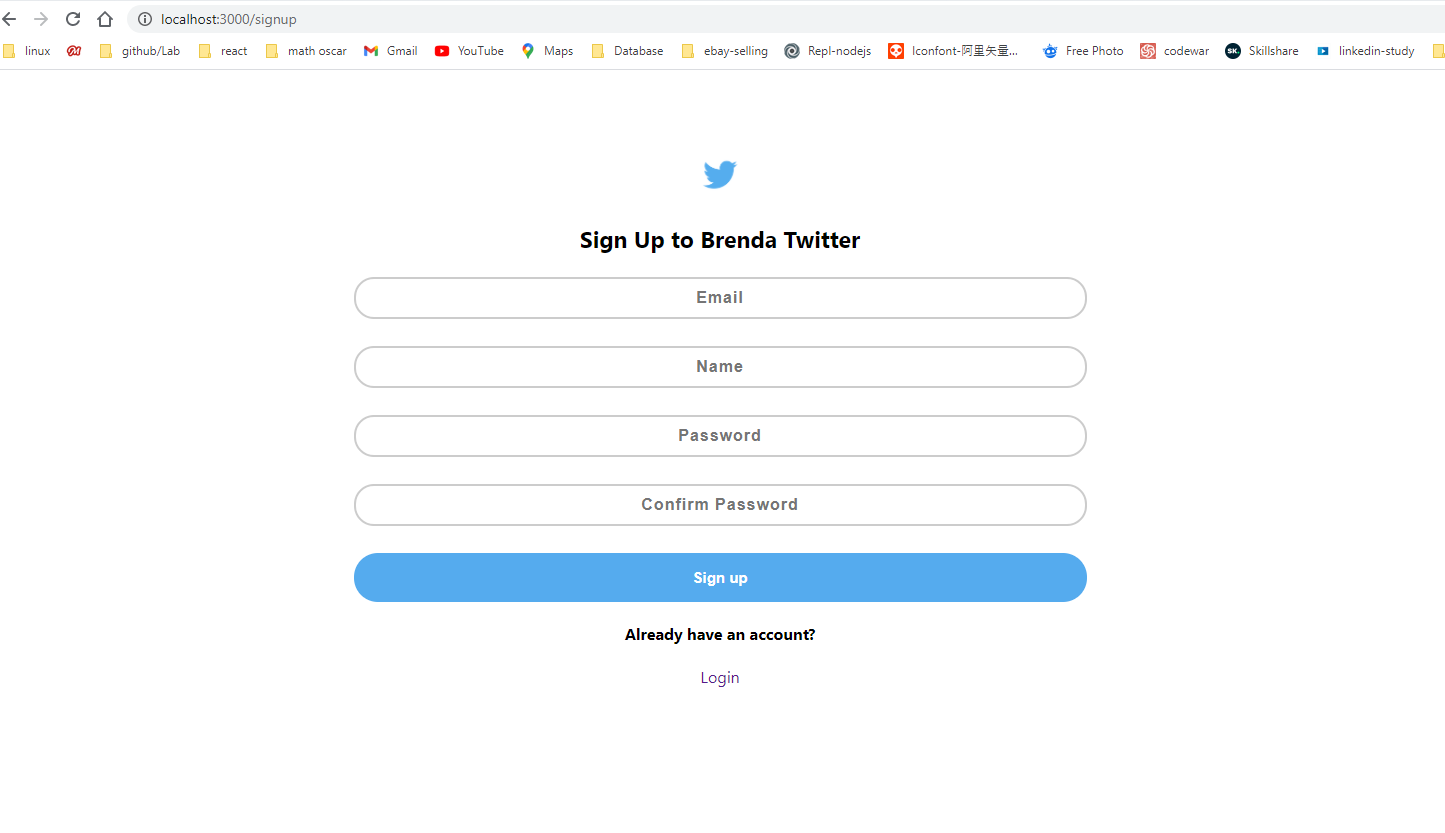 localhost:3000/signup
linux github/Lab react math oscar Gmail YouTube Maps Database ebay-selling Repl-nodejs Iconfont-阿里矢量... Free Photo codewar SK. Skillshare linkedin-study
Sign Up to Brenda Twitter
Email
Name
Password
Confirm Password
Sign up
Already have an account?
Login